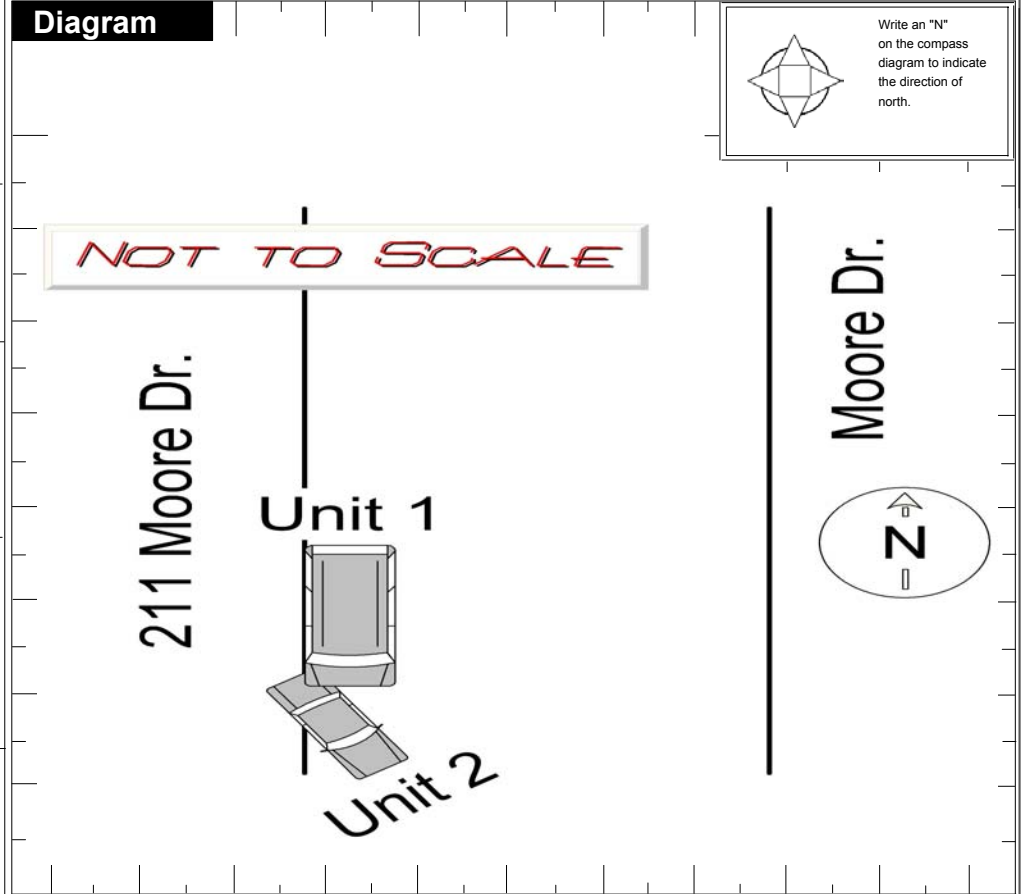 Diagram
Write an "N"
on the compass
diagram to indicate
the direction of
north.
NOT TO SCALE
Moore Dr.
211 Moore Dr.
Unit 1
N
Unit 2